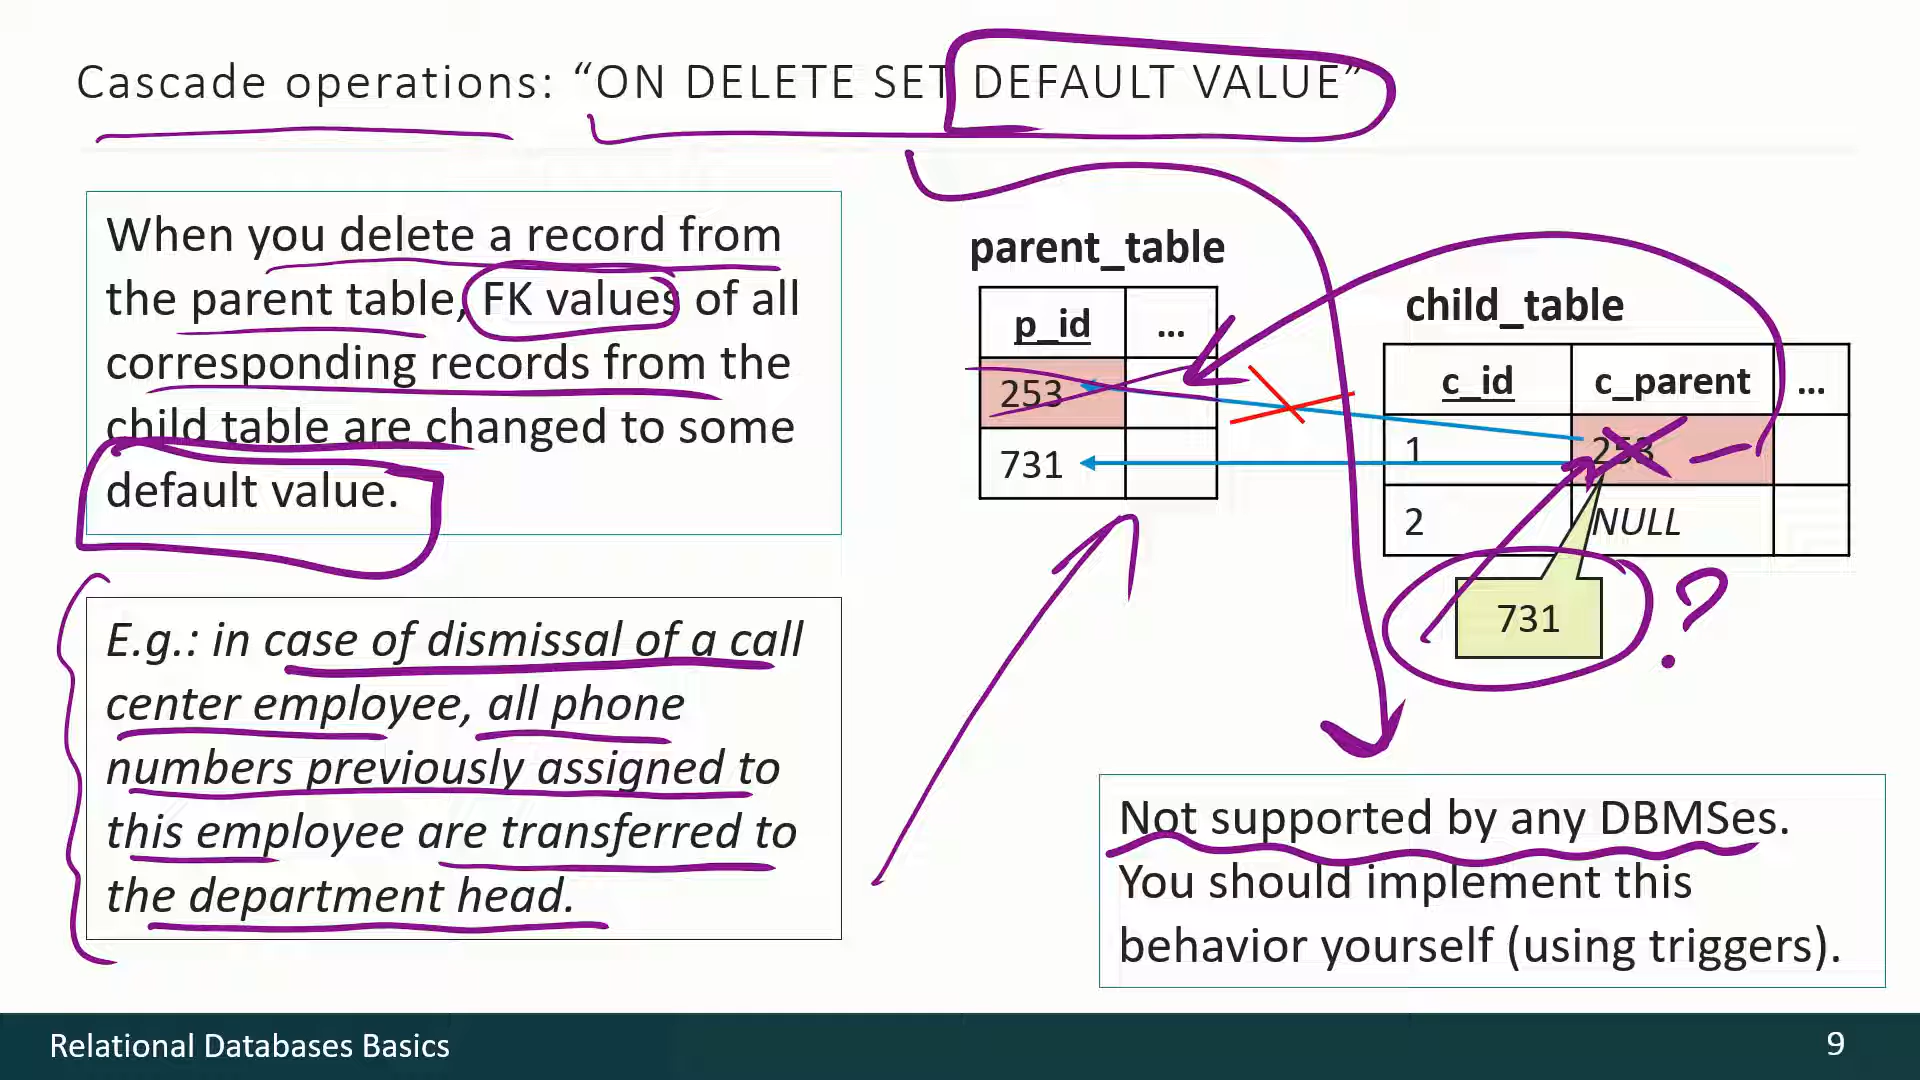 Cascade operations: “ON DELETE SET DEFAULT VALUE”
When you delete a record from
the parent table, FK values of all
corresponding records from the
child table are changed to some
default value.
E.g.: in case of dismissal of a call
center employee, all phone
numbers previously assigned to
this employee are transferred to
the department head.
parent_table
p_id ...
253
731
child_table
c_id c_parent ...
1 253
2 NULL
731
?
Not supported by any DBMSes.
You should implement this
behavior yourself (using triggers).
Relational Databases Basics
9